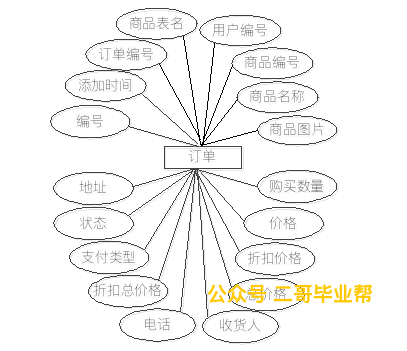 商品表名
用户编号
订单编号
商品编号
添加时间
商品名称
编号
商品图片
订单
地址
购买数量
状态
价格
支付类型
折扣价格
折扣总价格
总价格
公众号 二哥毕业帮
电话
收货人